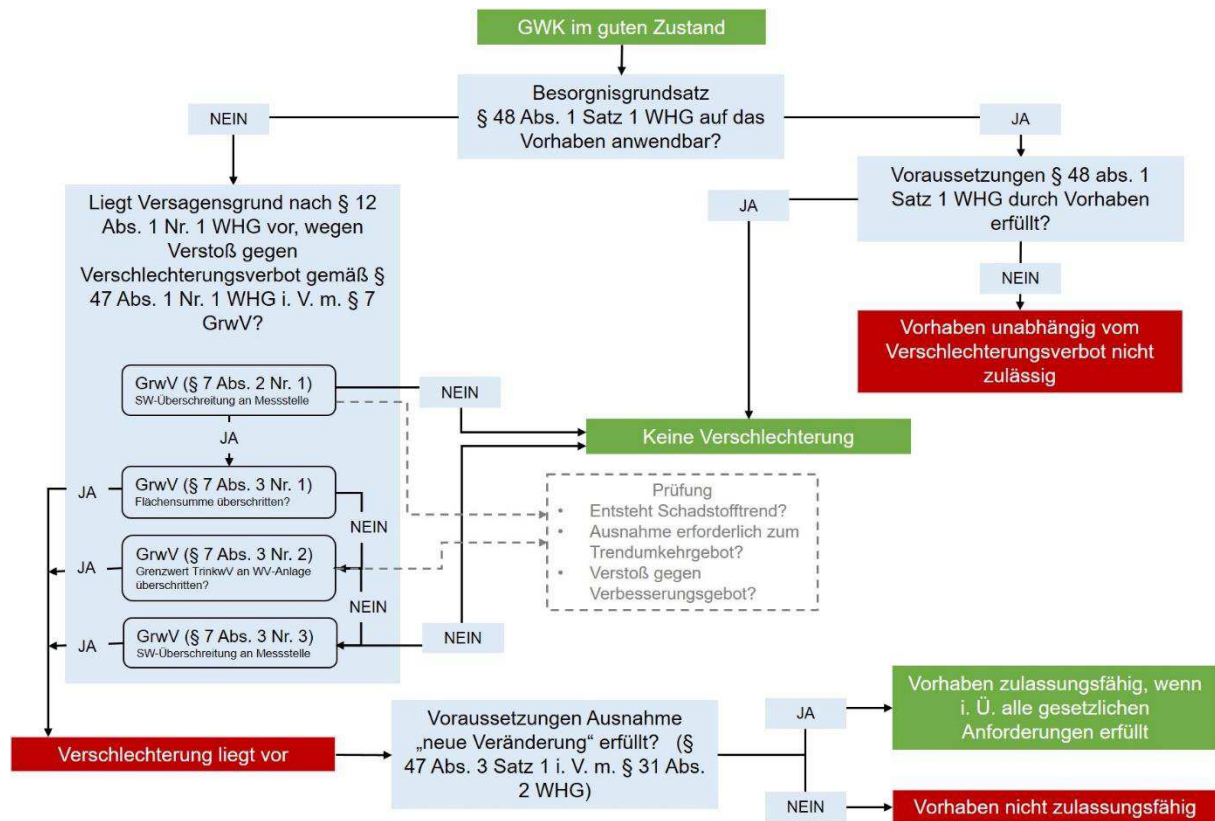 GWK im guten Zustand
Besorgnisgrundsatz
§ 48 Abs. 1 Satz 1 WHG auf das
Vorhaben anwendbar?
NEIN
JA
Liegt Versagensgrund nach § 12
Abs. 1 Nr. 1 WHG vor, wegen
Verstoß gegen
Verschlechterungsverbot gemäß §
47 Abs. 1 Nr. 1 WHG i. V. m. § 7
GrwV?
Voraussetzungen § 48 abs. 1
Satz 1 WHG durch Vorhaben
erfüllt?
JA
NEIN
Vorhaben unabhängig vom
Verschlechterungsverbot nicht
zulässig
GrwV (§ 7 Abs. 2 Nr. 1)
SW-Überschreitung an Messstelle
NEIN
JA
Keine Verschlechterung
GrwV (§ 7 Abs. 3 Nr. 1)
Flächensumme überschritten?
JA
NEIN
GrwV (§ 7 Abs. 3 Nr. 2)
Grenzwert TrinkwV an WV-Anlage
überschritten?
JA
NEIN
GrwV (§ 7 Abs. 3 Nr. 3)
SW-Überschreitung an Messstelle
JA
NEIN
Prüfung
• Entsteht Schadstofftrend?
• Ausnahme erforderlich zum
Trendumkehrgebot?
• Verstoß gegen
Verbesserungsgebot?
Verschlechterung liegt vor
Voraussetzungen Ausnahme
„neue Veränderung“ erfüllt? (§
47 Abs. 3 Satz 1 i. V. m. § 31 Abs.
2 WHG)
JA
Vorhaben zulassungsfähig, wenn
i. Ü. alle gesetzlichen
Anforderungen erfüllt
NEIN
Vorhaben nicht zulassungsfähig